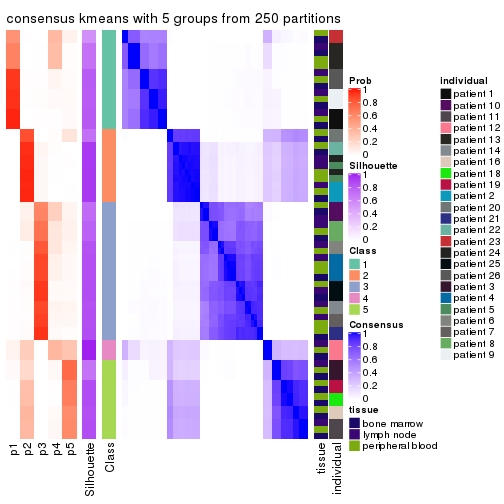 consensus kmeans with 5 groups from 250 partitions
Prob
1
0.8
0.6
0.4
0.2
0
Silhouette
1
0.8
0.6
0.4
0.2
0
Class
1
2
3
4
5
Consensus
1
0.8
0.6
0.4
0.2
0
tissue
bone marrow
lymph node
peripheral blood
individual
patient 1
patient 10
patient 11
patient 12
patient 13
patient 14
patient 16
patient 18
patient 19
patient 2
patient 20
patient 21
patient 22
patient 23
patient 24
patient 25
patient 26
patient 3
patient 4
patient 5
patient 6
patient 7
patient 8
patient 9
p1
p2
p3
p4
p5
Silhouette
Class
tissue
individual